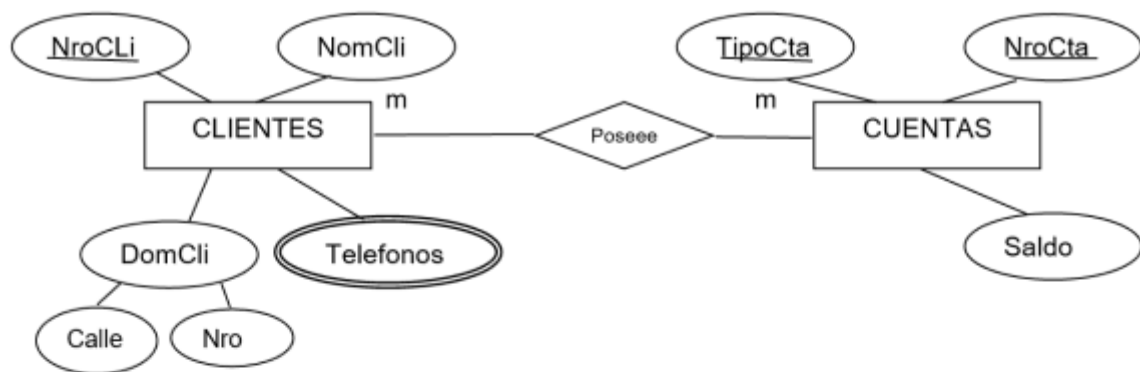 NroCLi
NomCli
TipoCta
NroCta
m
m
CLIENTES
Poseee
CUENTAS
DomCli
Telefonos
Saldo
Calle
Nro